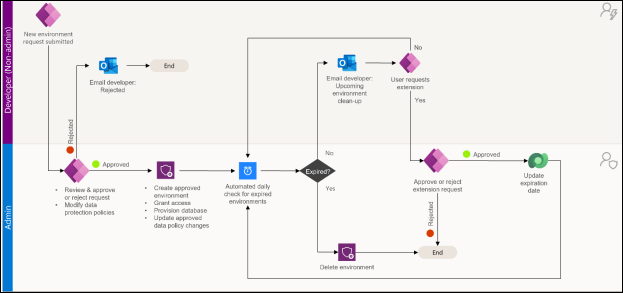 Developer (Non-admin)
New environment
request submitted
Email developer:
Rejected
End
Email developer:
Upcoming
environment
clean-up
No
User requests
extension
Yes
Rejected
Approved
No
Expired?
Yes
Approved
Admin
• Review & approve
or reject request
• Modify data
protection policies
• Create approved
environment
• Grant access
• Provision database
• Update approved
data policy changes
Automated daily
check for expired
environments
Approve or reject
extension request
Update
expiration
date
Rejected
Delete environment
End